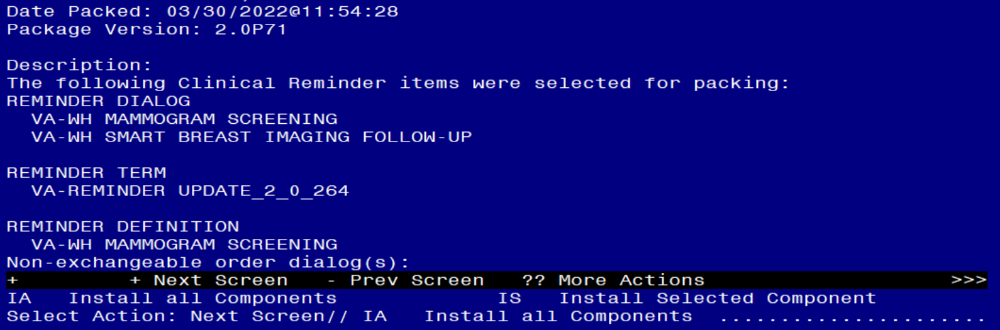 Date Packed: 03/30/2022@11:54:28
Package Version: 2.0P71
Description:
The following Clinical Reminder items were selected for packing:
REMINDER DIALOG
VA-WH MAMMOGRAM SCREENING
VA-WH SMART BREAST IMAGING FOLLOW-UP
REMINDER TERM
VA-REMINDER UPDATE_2_0_264
REMINDER DEFINITION
VA-WH MAMMOGRAM SCREENING
Non-exchangeable order dialog(s):
+ + Next Screen - Prev Screen ?? More Actions >>>
IA Install all Components IS Install Selected Component
Select Action: Next Screen// IA Install all Components ......................